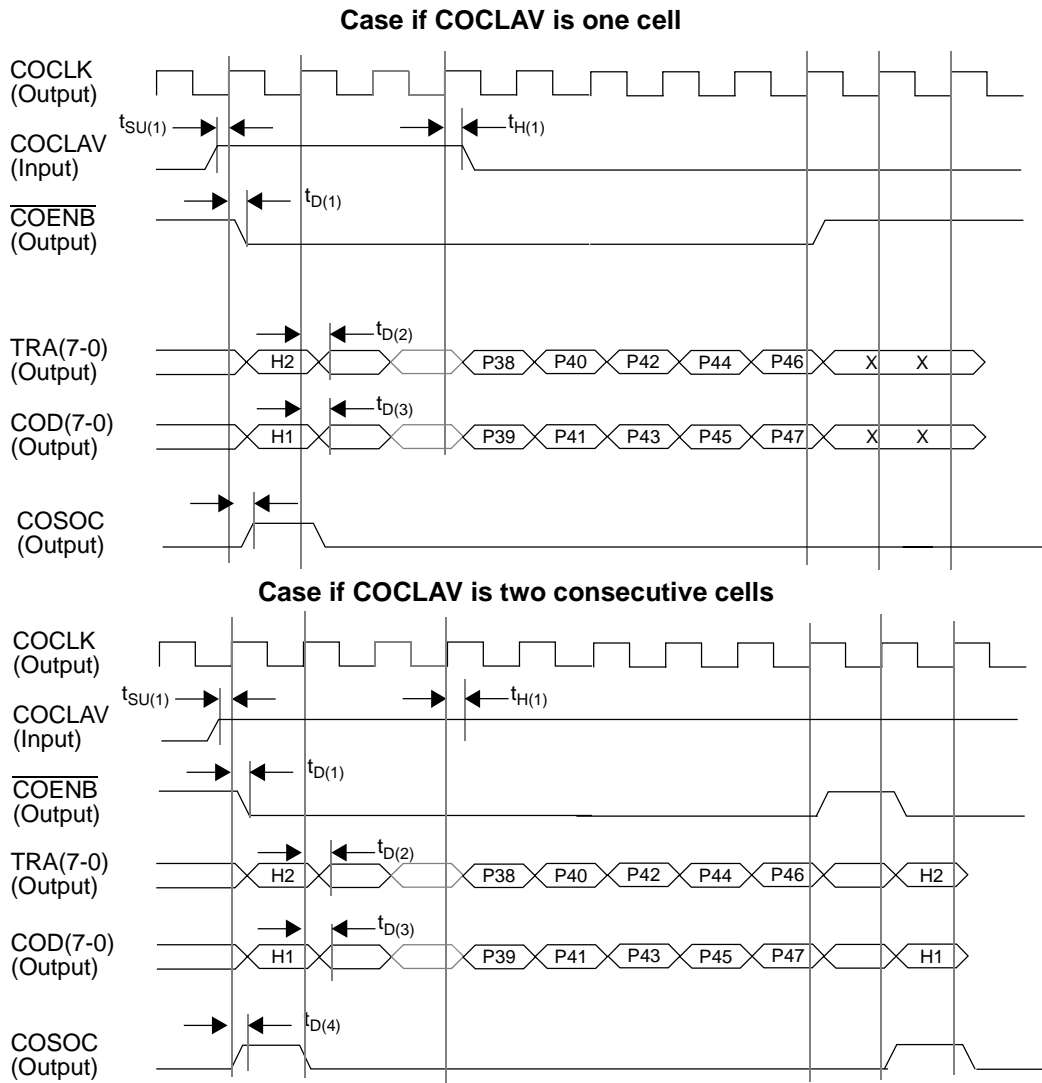 Case if COCLAV is one cell
COCLK
(Output)
tSU(1)
tH(1)
COCLAV
(Input)
tD(1)
COENB
(Output)
tD(2)
TRA(7-0)
(Output)
H2 P38 P40 P42 P44 P46 X X
tD(3)
COD(7-0)
(Output)
H1 P39 P41 P43 P45 P47 X X
COSOC
(Output)
Case if COCLAV is two consecutive cells
COCLK
(Output)
tSU(1)
tH(1)
COCLAV
(Input)
tD(1)
COENB
(Output)
tD(2)
TRA(7-0)
(Output)
H2 P38 P40 P42 P44 P46 H2
tD(3)
COD(7-0)
(Output)
H1 P39 P41 P43 P45 P47 H1
tD(4)
COSOC
(Output)